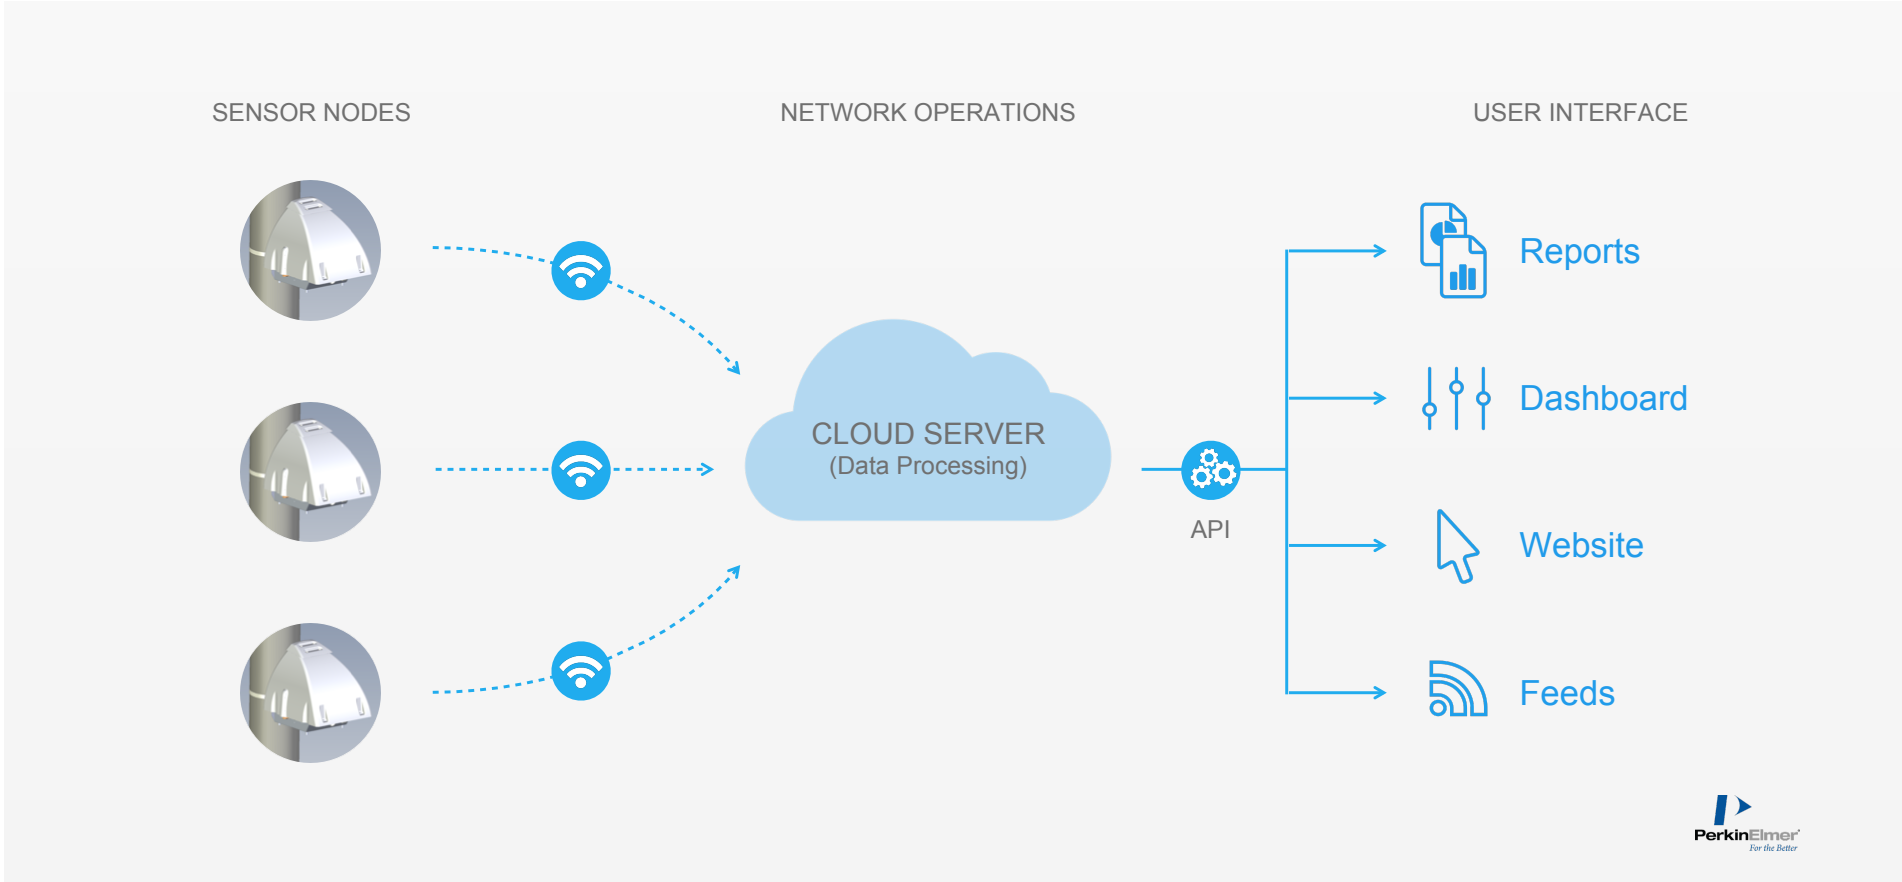 SENSOR NODES
NETWORK OPERATIONS
USER INTERFACE
Reports
Dashboard
CLOUD SERVER
(Data Processing)
API
Website
Feeds
PerkinElmer®
For the Better